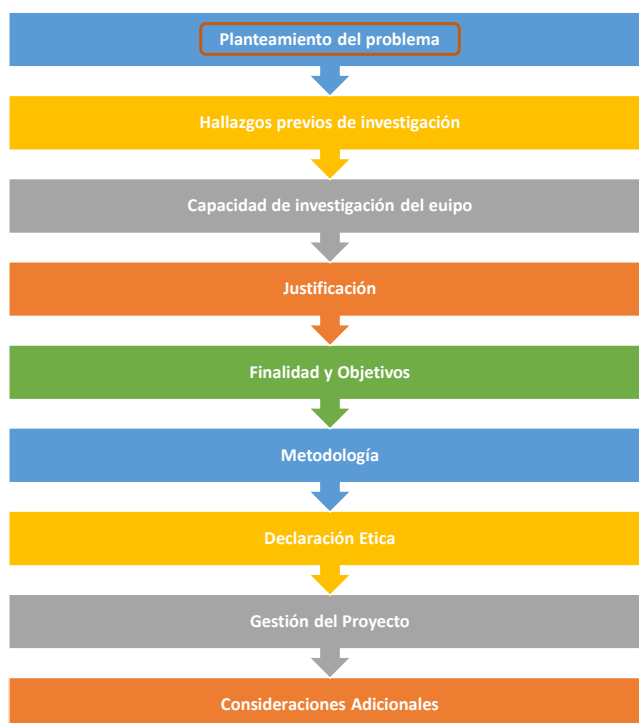 Planteamiento del problema
Hallazgos previos de investigación
Capacidad de investigación del euipo
Justificación
Finalidad y Objetivos
Metodología
Declaración Etica
Gestión del Proyecto
Consideraciones Adicionales